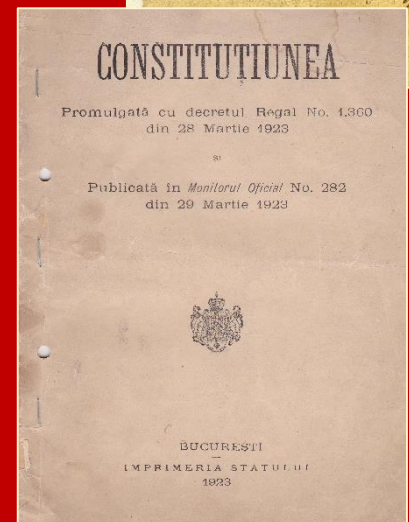 CONSTITUȚIUNEA
Promulgată cu decretul Regal No. 1.360
din 28 Martie 1923
și
Publicată în Monitorul Oficial No. 282
din 29 Martie 1923
BUCUREȘTI
IMPRIMERIA STATULUI
1923